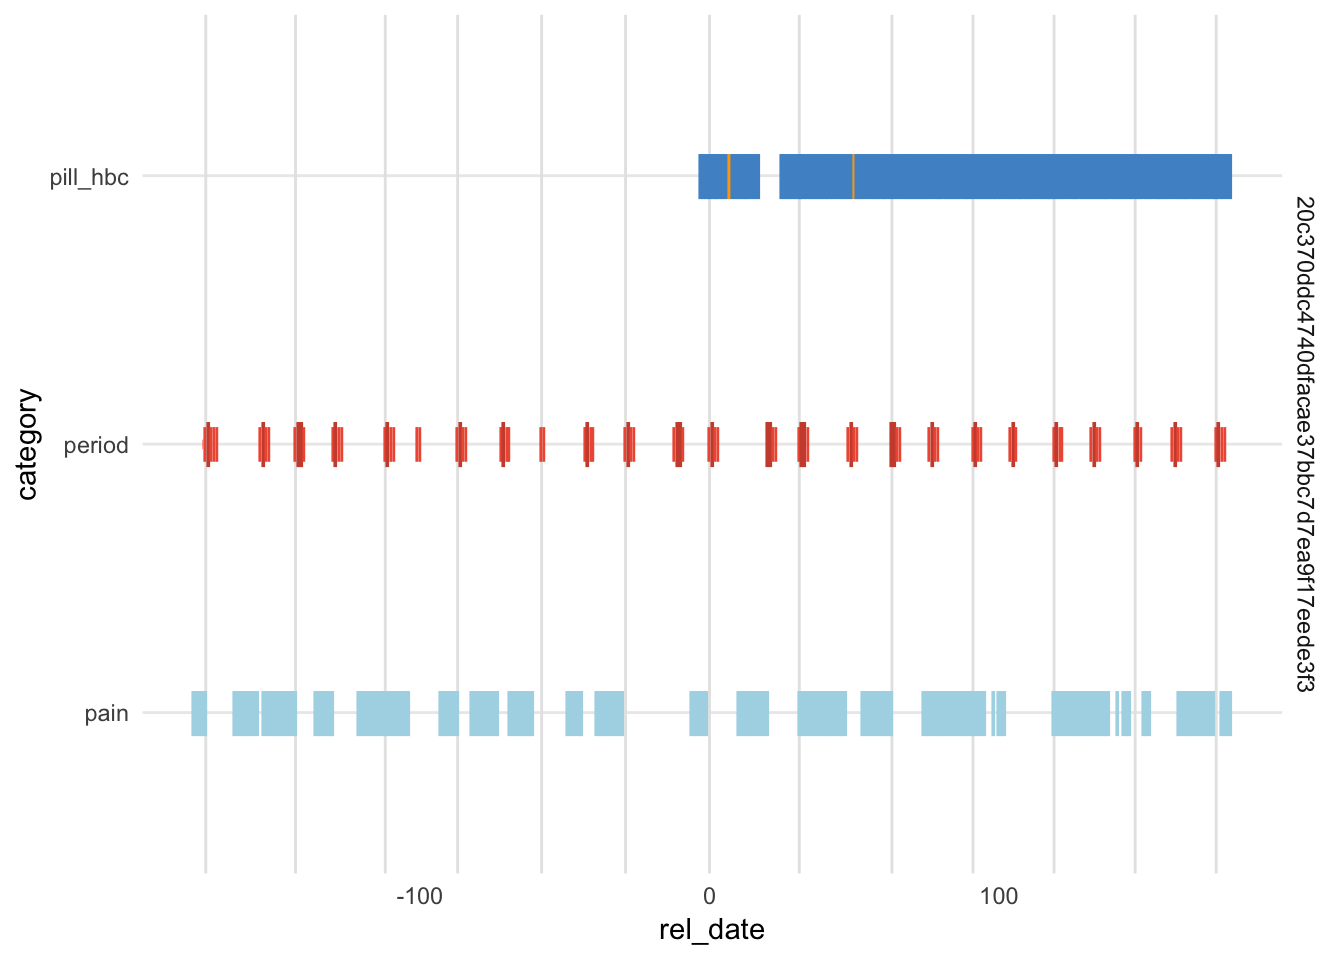 pill_hbc
period
pain
category
-100
0
100
rel_date
20c370ddc4740dfacae37bbc7d7ea9f17eede3f3